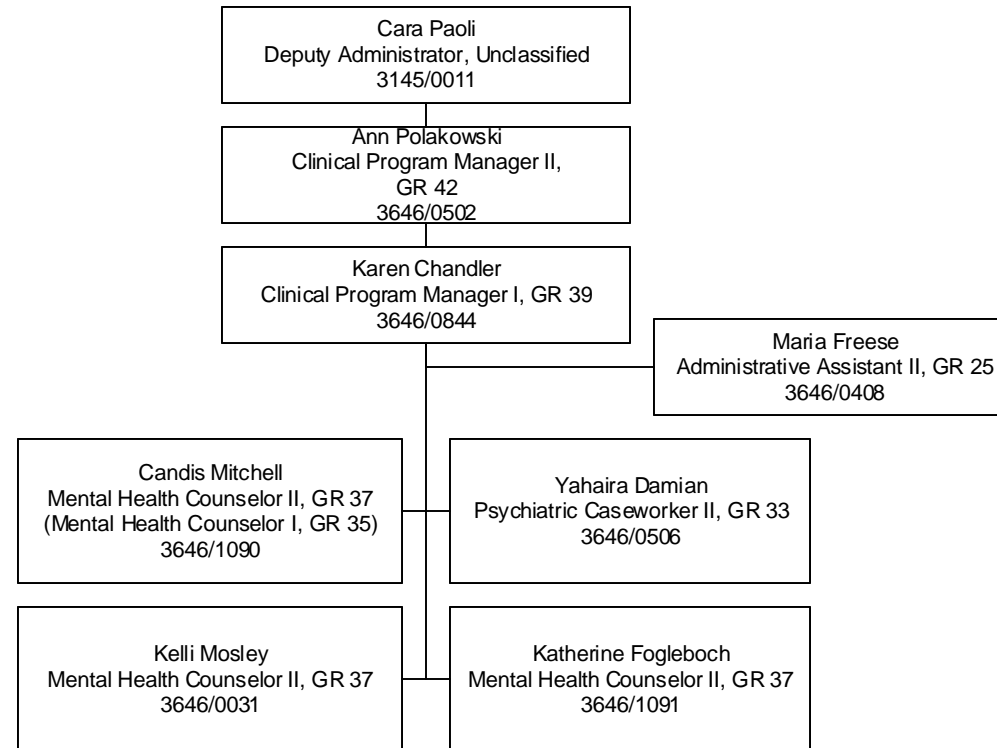 Cara Paoli
Deputy Administrator, Unclassified
3145/0011
Ann Polakowski
Clinical Program Manager II,
GR 42
3646/0502
Karen Chandler
Clinical Program Manager I, GR 39
3646/0844
Maria Freese
Administrative Assistant II, GR 25
3646/0408
Candis Mitchell
Mental Health Counselor II, GR 37
(Mental Health Counselor I, GR 35)
3646/1090
Yahaira Damian
Psychiatric Caseworker II, GR 33
3646/0506
Kelli Mosley
Mental Health Counselor II, GR 37
3646/0031
Katherine Fogleboch
Mental Health Counselor II, GR 37
3646/1091